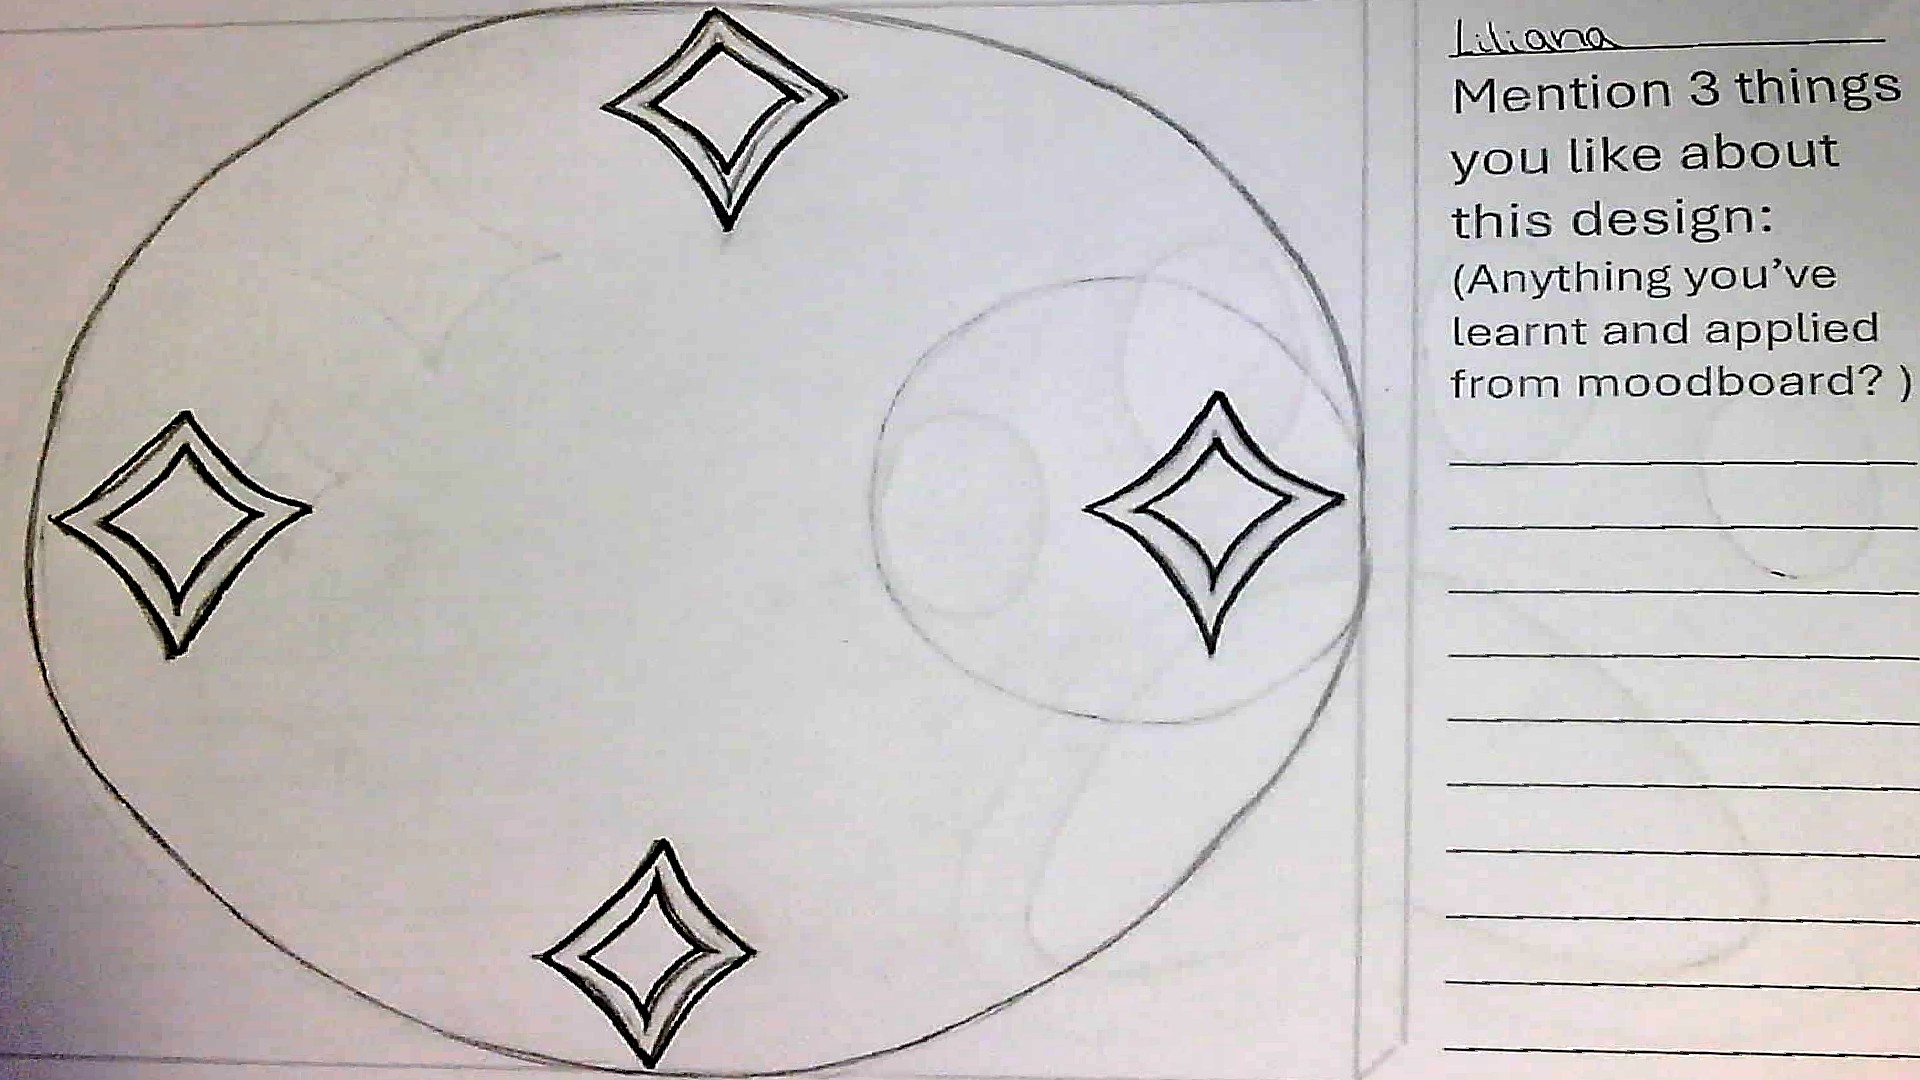 Liliana
Mention 3 things
you like about
this design:
(Anything you've
learnt and applied
from moodboard? )